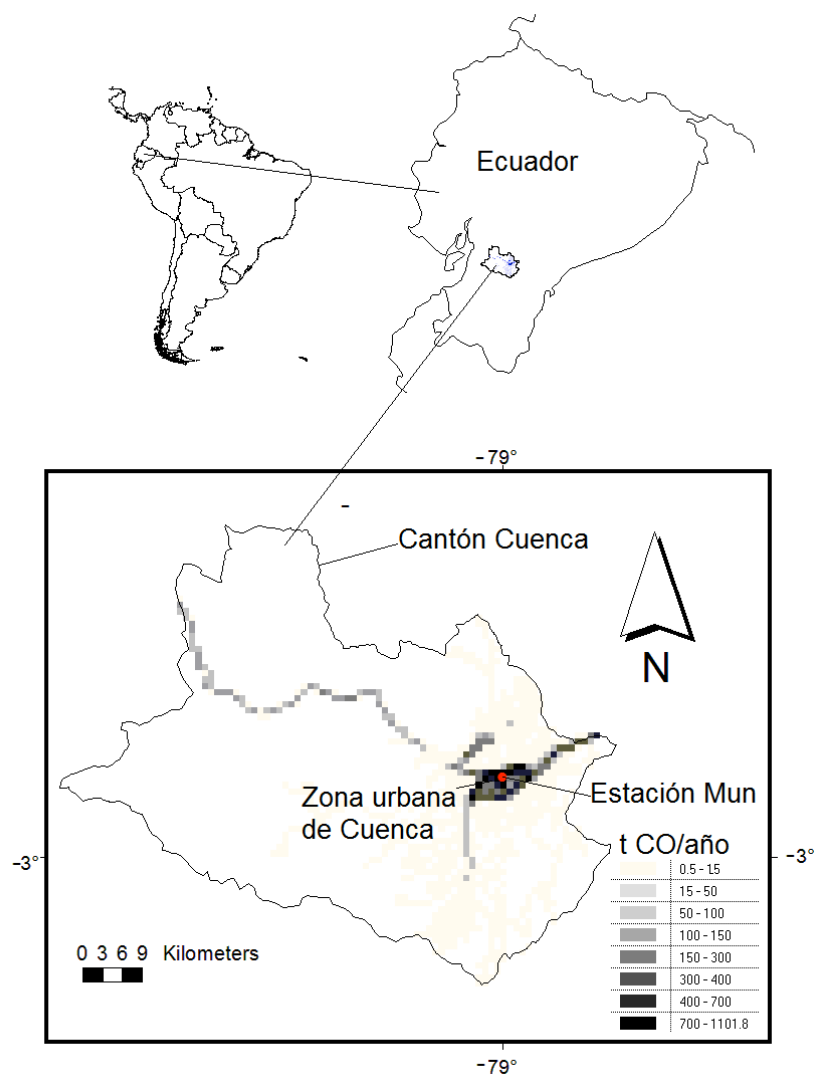 Ecuador
-79°
-
Cantón Cuenca
N
Zona urbana
de Cuenca
Estación Mun
t CO/año
-3°
-3°
0.5 - 1.5
15 - 50
50 - 100
100 - 150
150 - 300
300 - 400
400 - 700
700 - 1101.8
0 3 6 9 Kilometers
-79°